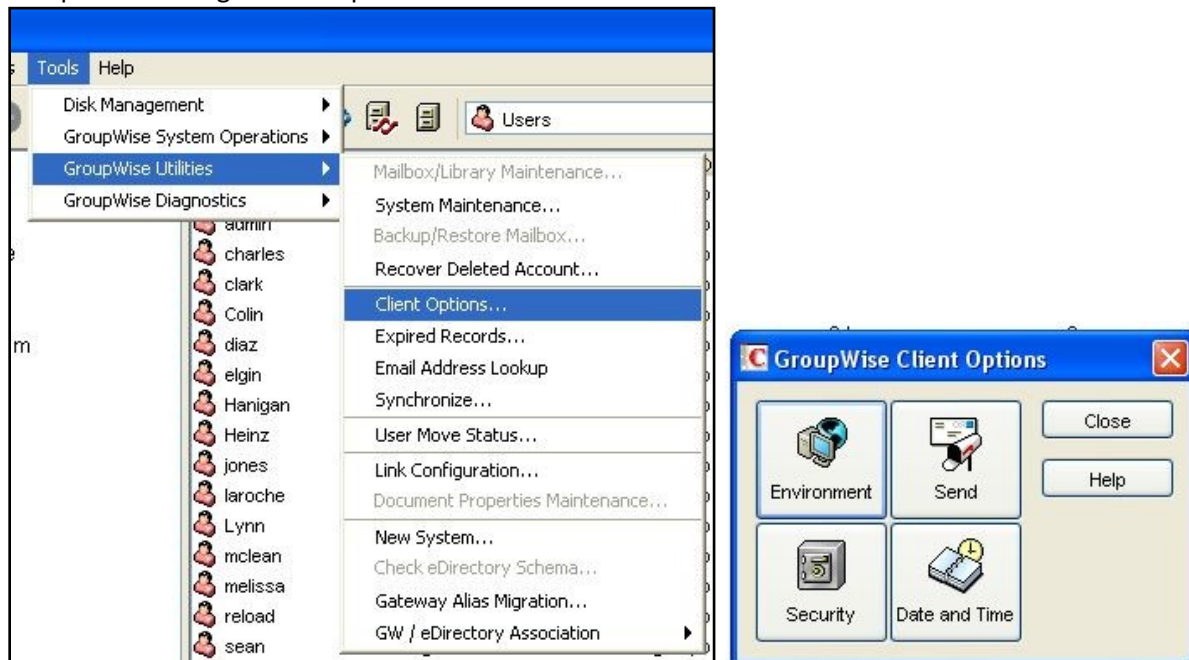 Tools Help
Disk Management
GroupWise System Operations
GroupWise Utilities
GroupWise Diagnostics
Users
Mailbox/Library Maintenance...
System Maintenance...
Backup/Restore Mailbox...
Recover Deleted Account...
Client Options...
Expired Records...
Email Address Lookup
Synchronize...
User Move Status...
Link Configuration...
Document Properties Maintenance...
New System...
Check eDirectory Schema...
Gateway Alias Migration...
GW / eDirectory Association
admin
charles
clark
Colin
diaz
elgin
Hanigan
Heinz
jones
laroche
Lynn
mclean
melissa
reload
sean
m
GroupWise Client Options
Environment
Send
Close
Help
Security
Date and Time